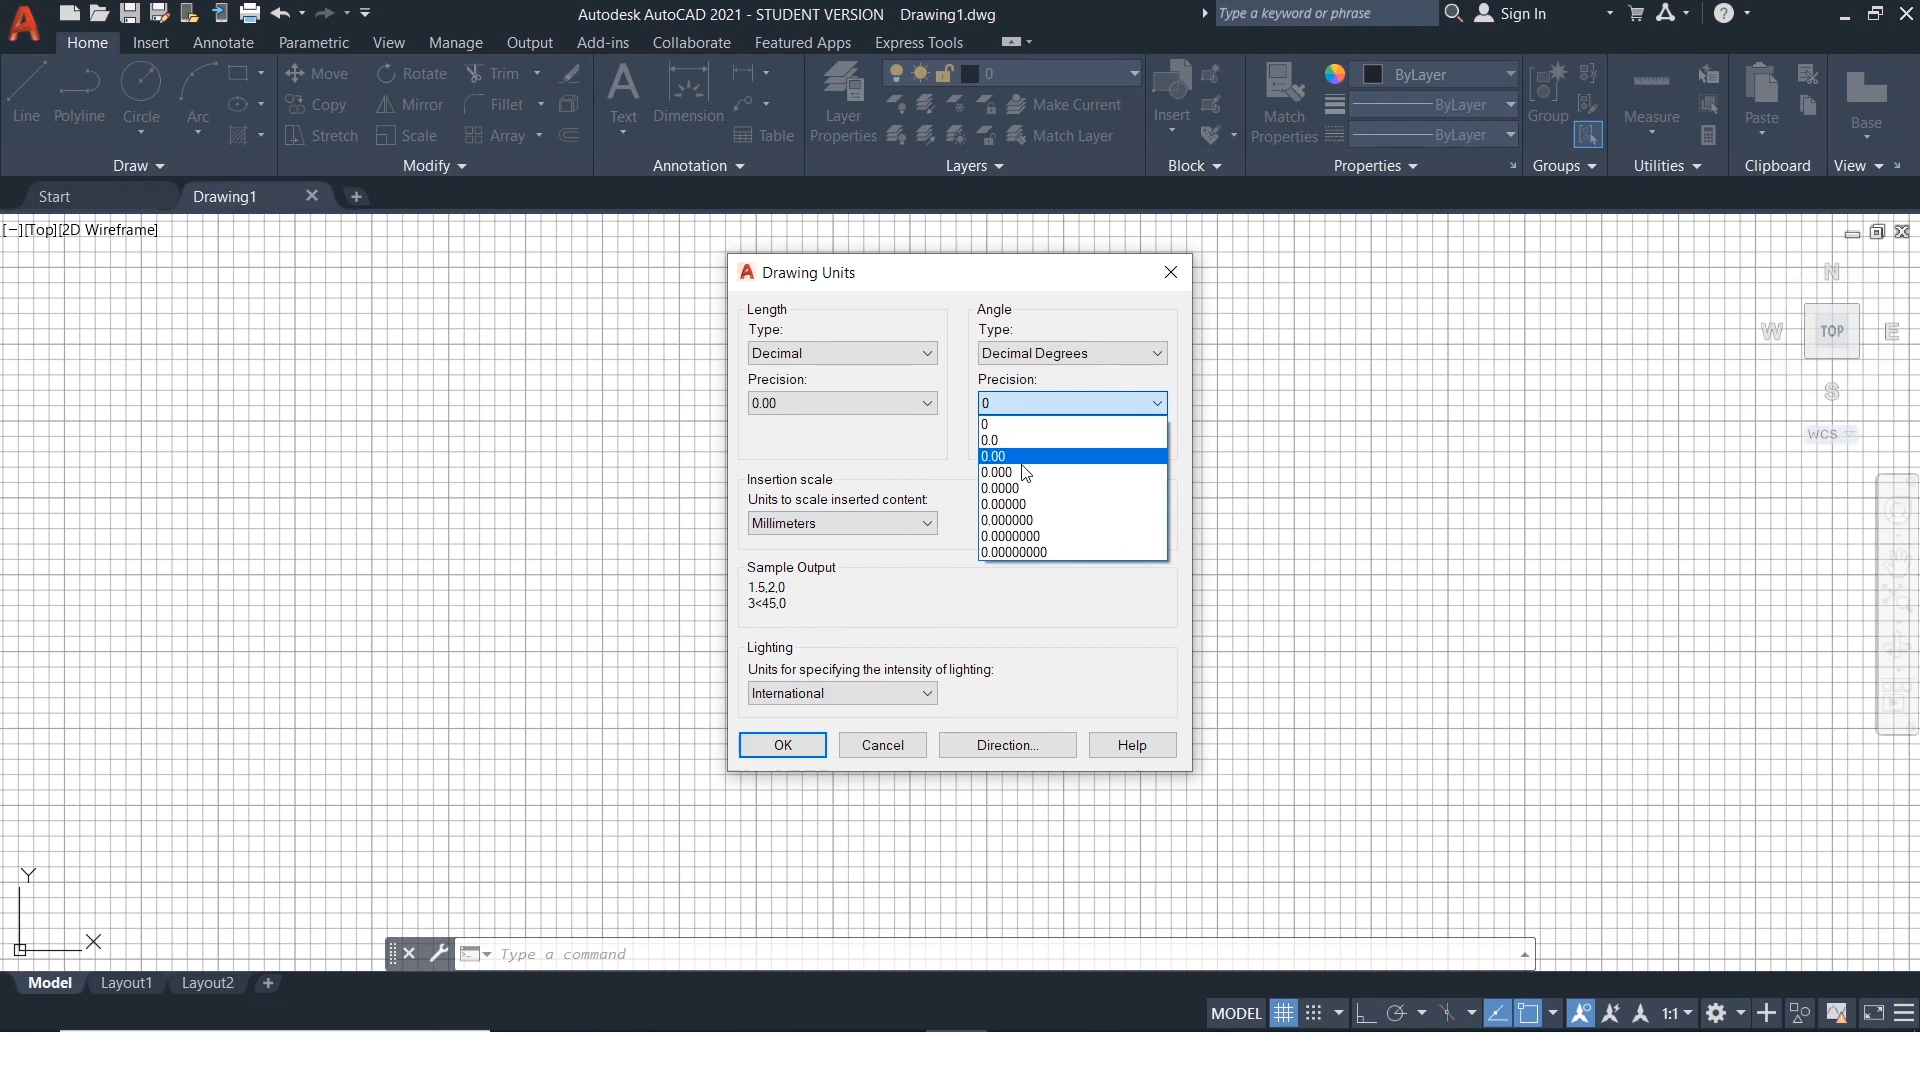 Autodesk AutoCAD 2021 - STUDENT VERSION Drawing1.dwg
Type a keyword or phrase
Sign In
Home Insert Annotate Parametric View Manage Output Add-ins Collaborate Featured Apps Express Tools
Line Polyline Circle Arc
Move Rotate Trim
Copy Mirror Fillet
Stretch Scale Array
Text Dimension Table
Layer Properties
0
Make Current
Match Layer
Insert
Match Properties
ByLayer
ByLayer
ByLayer
Group Measure Paste Base
Draw Modify Annotation Layers Block Properties Groups Utilities Clipboard View
Start Drawing1
[−][Top][2D Wireframe]
N
W TOP E
S
WCS
Drawing Units
Length
Type:
Decimal
Precision:
0.00
Angle
Type:
Decimal Degrees
Precision:
0
0
0.0
0.00
0.000
0.0000
0.00000
0.000000
0.0000000
0.00000000
Insertion scale
Units to scale inserted content:
Millimeters
Sample Output
1.5,2,0
3<45,0
Lighting
Units for specifying the intensity of lighting:
International
OK Cancel Direction... Help
Y
X
Type a command
Model Layout1 Layout2
MODEL 1:1